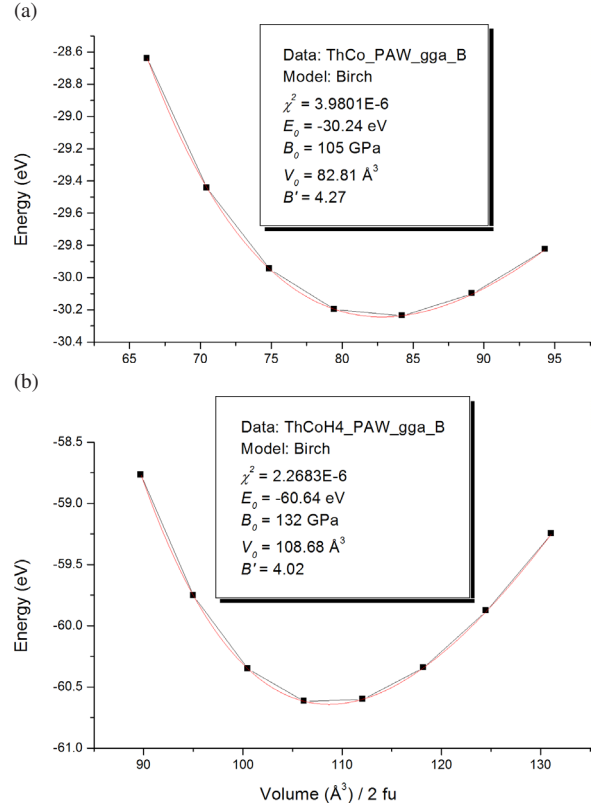 (a)
-28.6
-28.8
-29.0
-29.2
-29.4
-29.6
-29.8
-30.0
-30.2
-30.4
Energy (eV)
Data: ThCo_PAW_gga_B
Model: Birch
χ² = 3.9801E-6
E₀ = -30.24 eV
B₀ = 105 GPa
V₀ = 82.81 Å³
B' = 4.27
65 70 75 80 85 90 95
(b)
-58.5
-59.0
-59.5
-60.0
-60.5
-61.0
Energy (eV)
Data: ThCoH4_PAW_gga_B
Model: Birch
χ² = 2.2683E-6
E₀ = -60.64 eV
B₀ = 132 GPa
V₀ = 108.68 Å³
B' = 4.02
90 100 110 120 130
Volume (Å³) / 2 fu